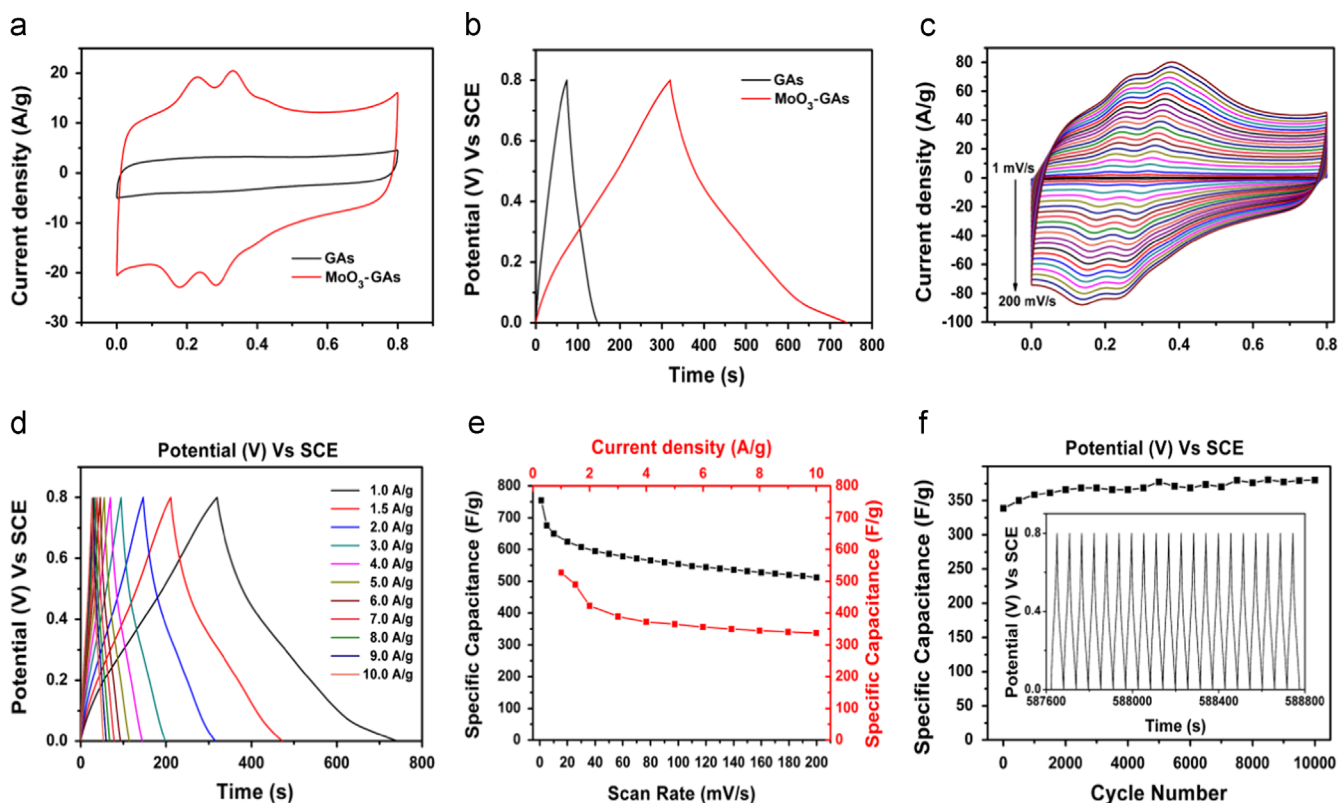 a
Current density (A/g)
20
10
0
-10
-20
-30
0.0 0.2 0.4 0.6 0.8
GAs
MoO₃-GAs
b
Potential (V) Vs SCE
0.8
0.6
0.4
0.2
0.0
GAs
MoO₃-GAs
0 100 200 300 400 500 600 700 800
Time (s)
c
Current density (A/g)
80
60
40
20
0
-20
-40
-60
-80
-100
1 mV/s
200 mV/s
0.0 0.2 0.4 0.6 0.8
d
Potential (V) Vs SCE
Potential (V) Vs SCE
0.8
0.6
0.4
0.2
0.0
1.0 A/g
1.5 A/g
2.0 A/g
3.0 A/g
4.0 A/g
5.0 A/g
6.0 A/g
7.0 A/g
8.0 A/g
9.0 A/g
10.0 A/g
0 200 400 600 800
Time (s)
e
Current density (A/g)
0 2 4 6 8 10
Specific Capacitance (F/g)
800
700
600
500
400
300
200
100
0
800
700
600
500
400
300
200
100
0
Specific Capacitance (F/g)
0 20 40 60 80 100 120 140 160 180 200
Scan Rate (mV/s)
f
Potential (V) Vs SCE
Specific Capacitance (F/g)
350
300
250
200
150
100
50
0
Potential (V) Vs SCE
0.8
0.4
0.0
587600 588000 588400 588800
Time (s)
0 2000 4000 6000 8000 10000
Cycle Number